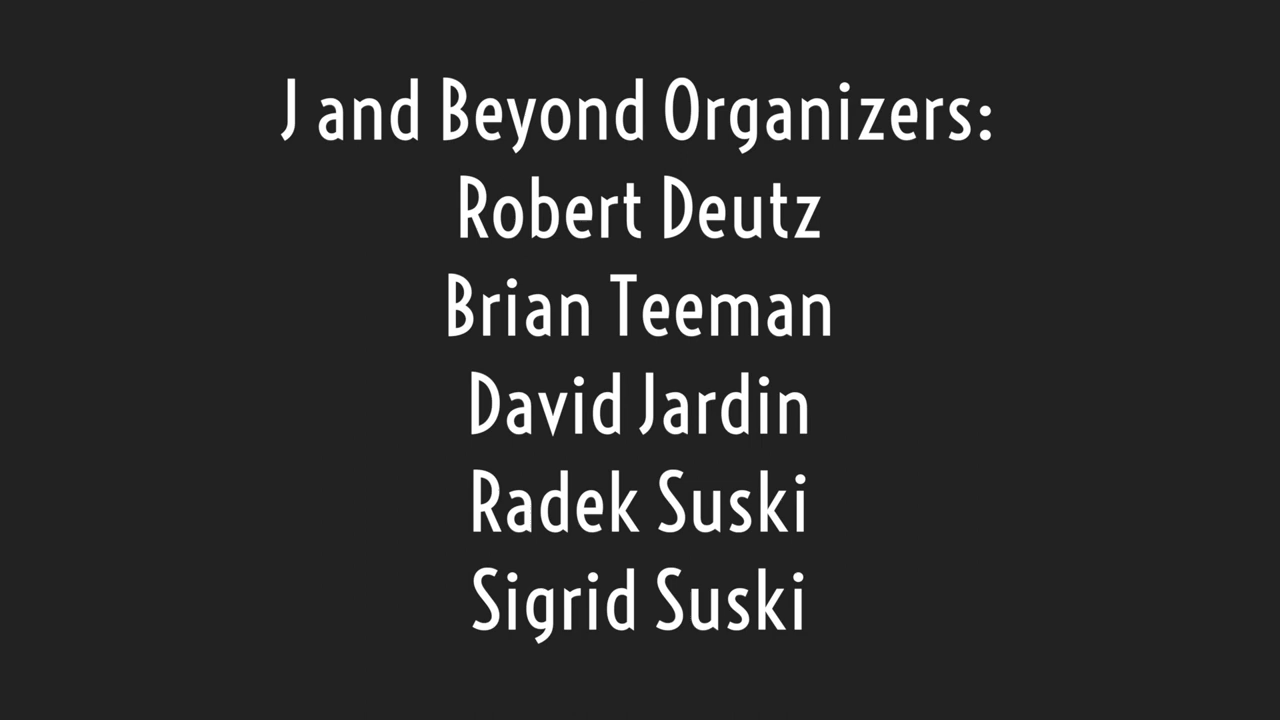 J and Beyond Organizers:
Robert Deutz
Brian Teeman
David Jardin
Radek Suski
Sigrid Suski